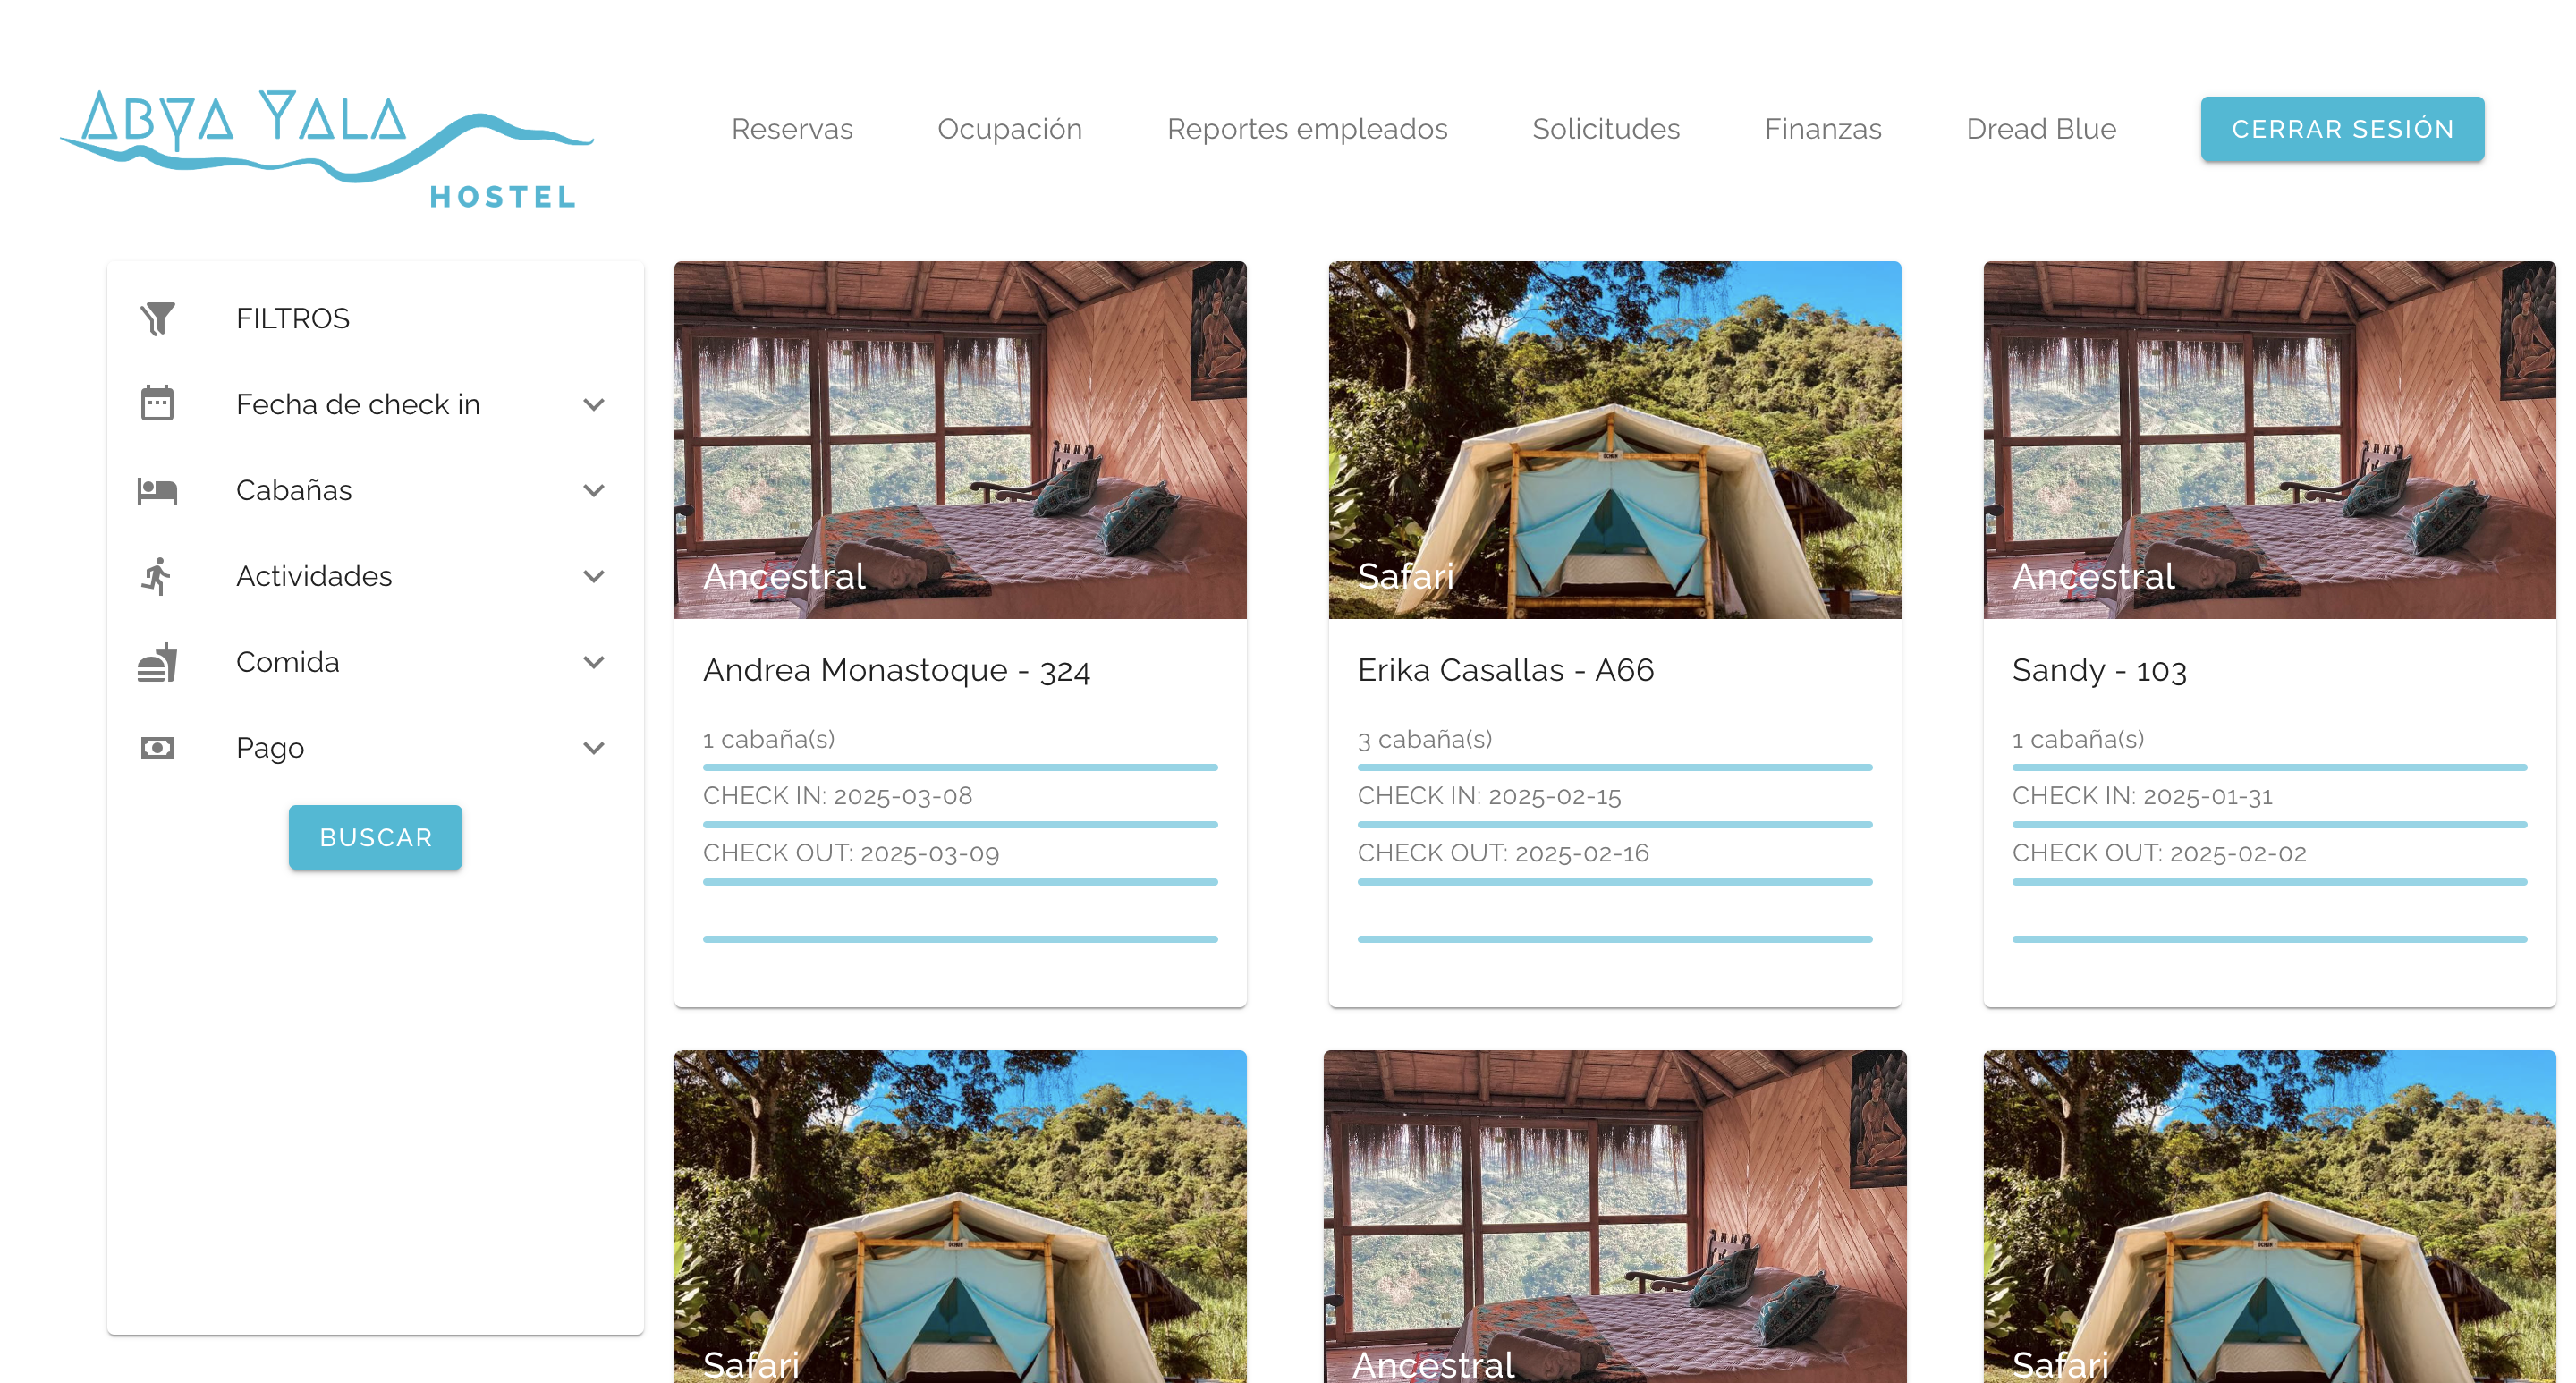 ABYA YALA
HOSTEL
Reservas
Ocupación
Reportes empleados
Solicitudes
Finanzas
Dread Blue
CERRAR SESIÓN
FILTROS
Fecha de check in
Cabañas
Actividades
Comida
Pago
BUSCAR
Ancestral
Andrea Monastoque - 324
1 cabaña(s)
CHECK IN: 2025-03-08
CHECK OUT: 2025-03-09
Safari
Erika Casallas - A66
3 cabaña(s)
CHECK IN: 2025-02-15
CHECK OUT: 2025-02-16
Ancestral
Sandy - 103
1 cabaña(s)
CHECK IN: 2025-01-31
CHECK OUT: 2025-02-02
Safari
Ancestral
Safari